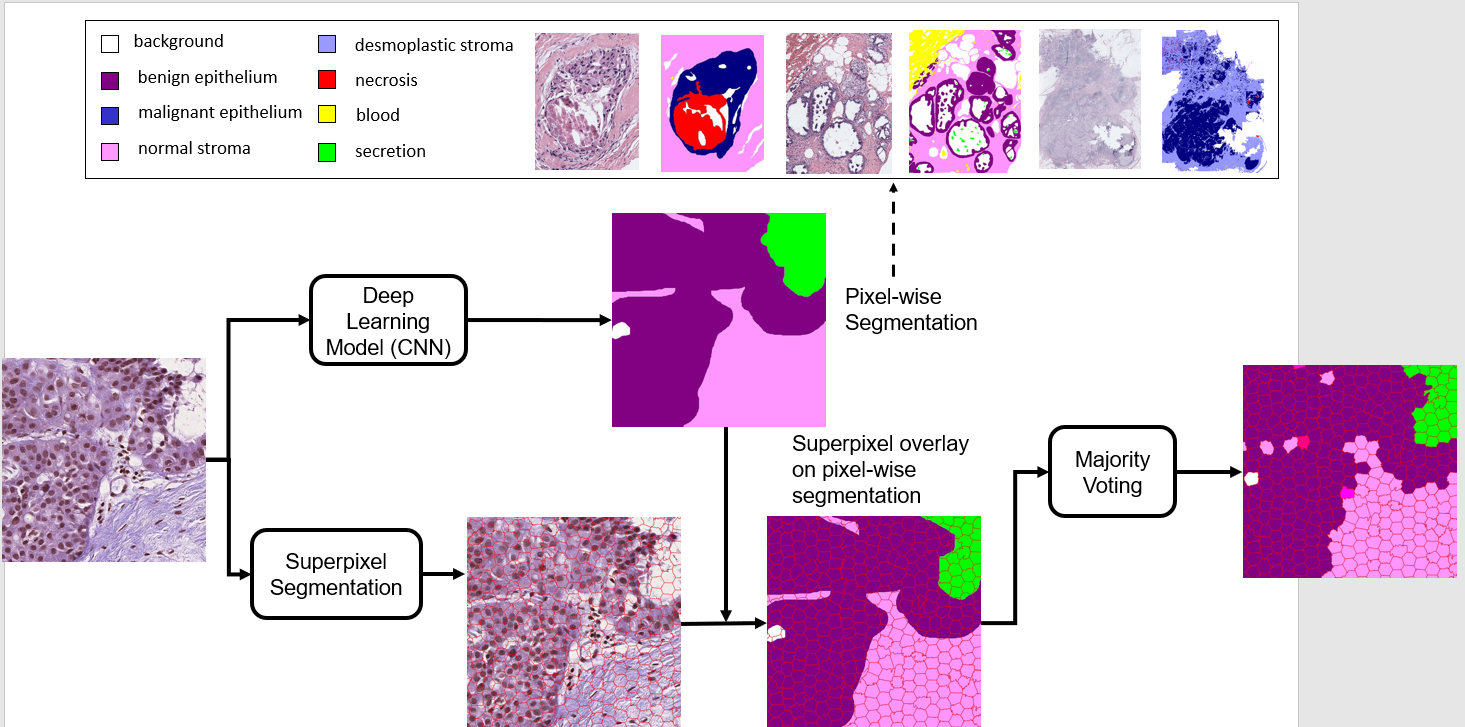 background
benign epithelium
malignant epithelium
normal stroma
desmoplastic stroma
necrosis
blood
secretion
Deep
Learning
Model (CNN)
Pixel-wise
Segmentation
Superpixel
Segmentation
Superpixel overlay
on pixel-wise
segmentation
Majority
Voting